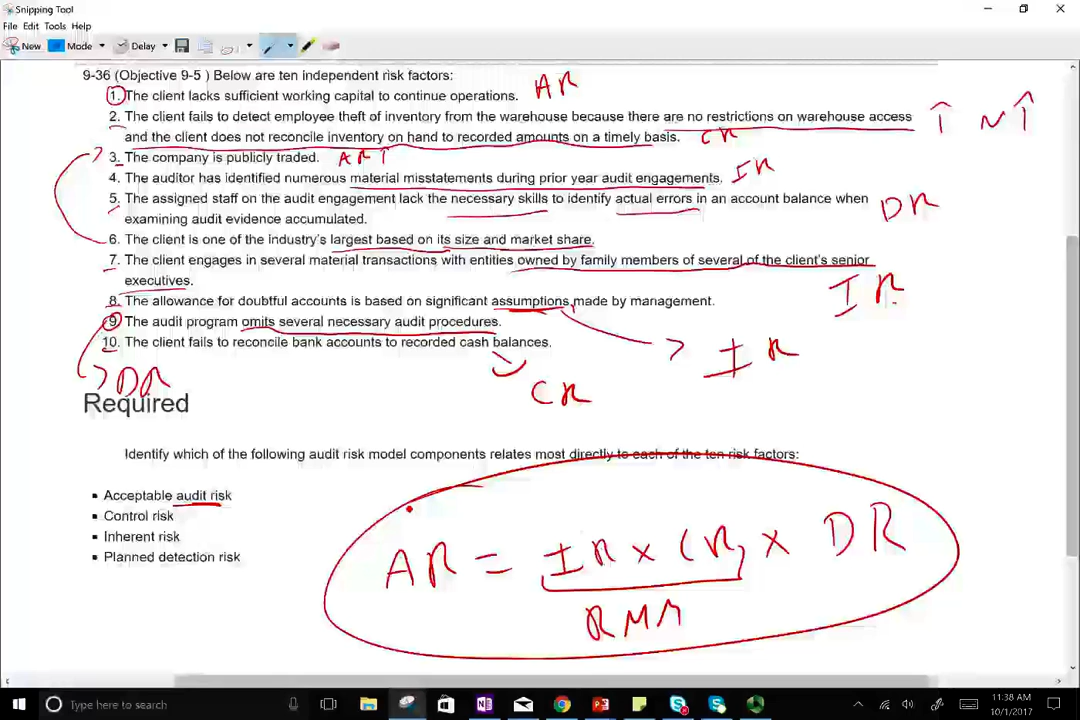 Snipping Tool
File Edit Tools Help
New Mode Delay
9-36 (Objective 9-5 ) Below are ten independent risk factors:
1. The client lacks sufficient working capital to continue operations. AR
2. The client fails to detect employee theft of inventory from the warehouse because there are no restrictions on warehouse access ↑ N↑
and the client does not reconcile inventory on hand to recorded amounts on a timely basis. CR
3. The company is publicly traded. AR↑
4. The auditor has identified numerous material misstatements during prior year audit engagements. IR
5. The assigned staff on the audit engagement lack the necessary skills to identify actual errors in an account balance when DR
examining audit evidence accumulated.
6. The client is one of the industry's largest based on its size and market share.
7. The client engages in several material transactions with entities owned by family members of several of the client's senior
executives. IR
8. The allowance for doubtful accounts is based on significant assumptions made by management.
9. The audit program omits several necessary audit procedures.
10. The client fails to reconcile bank accounts to recorded cash balances. IR
DR CR
Required
Identify which of the following audit risk model components relates most directly to each of the ten risk factors:
▪ Acceptable audit risk
▪ Control risk
▪ Inherent risk
▪ Planned detection risk
AR = IR x CR x DR
RMM
Type here to search
11:38 AM
10/1/2017